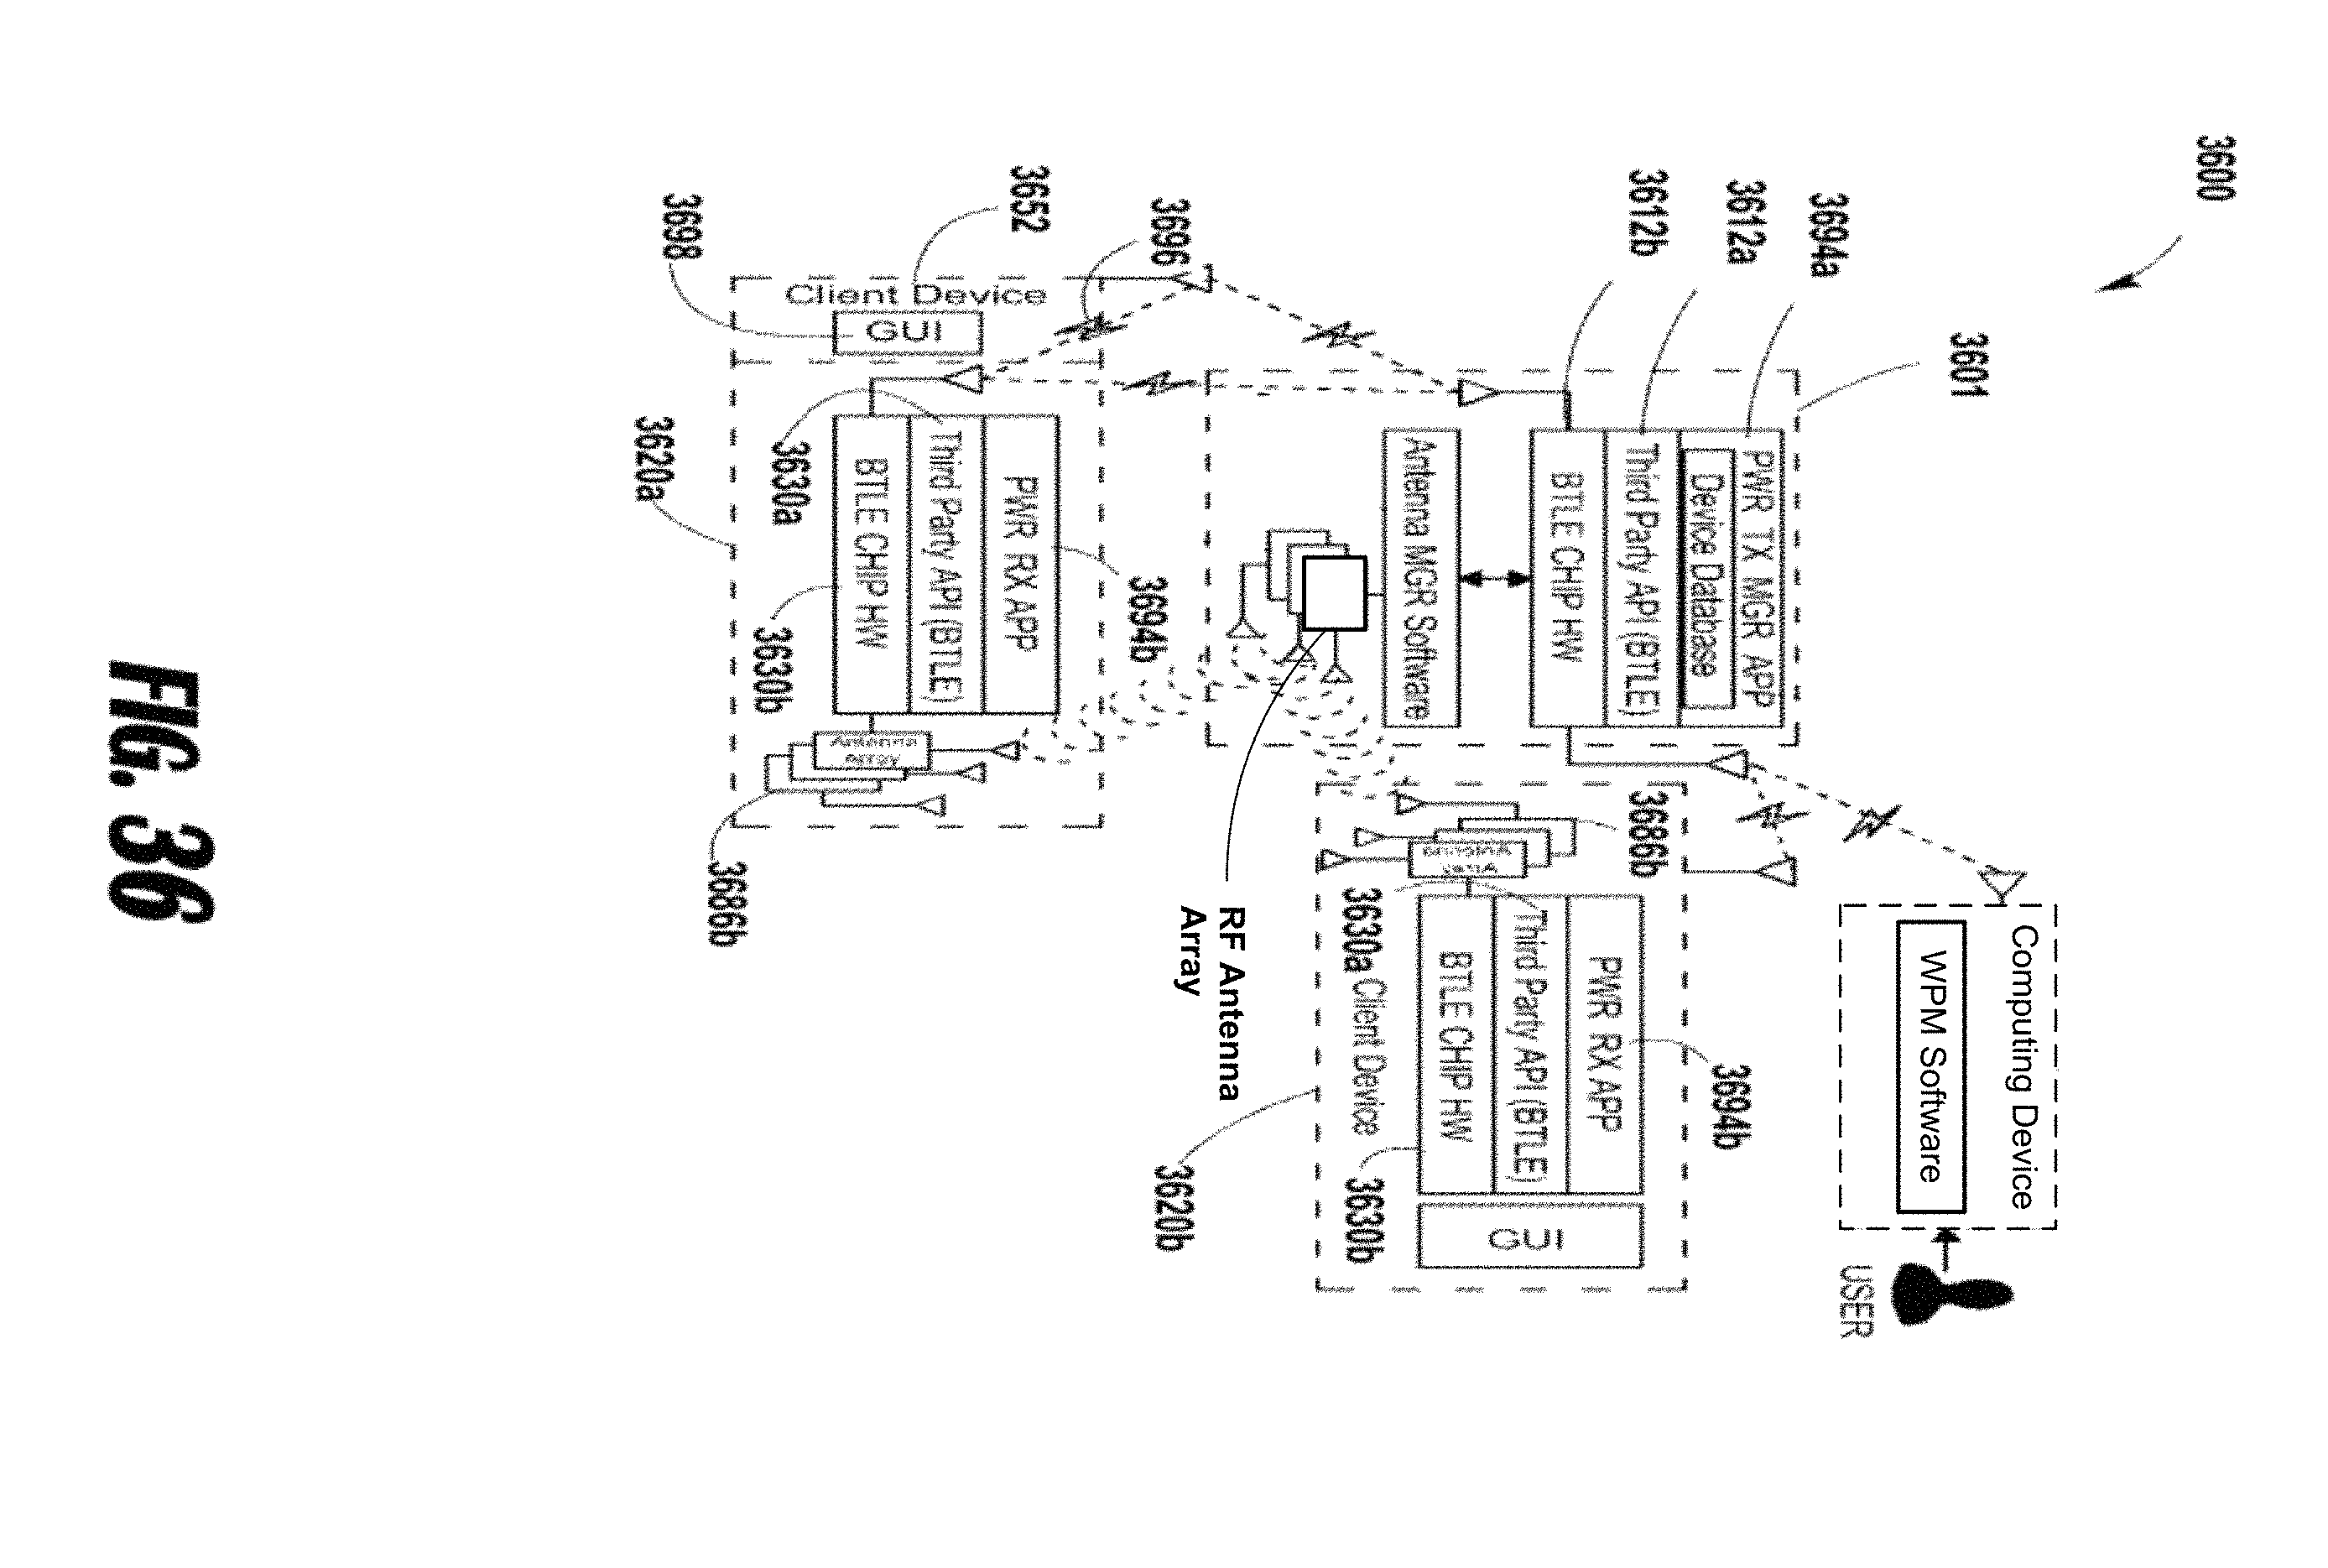 3600
3601
3694a
3612a
3612b
PWR TX MGR APP
Device Database
Third Party API (BTLE)
BTLE CHIP HW
Antenna MGR Software
Computing Device
WPM Software
USER
3696
3652
3698
Client Device
GUI
PWR RX APP
Third Party API (BTLE)
BTLE CHIP HW
3630a
3620a
3630b
3694b
Antenna
Array
3686b
RF Antenna
Array
3686b
3694b
PWR RX APP
Third Party API (BTLE)
BTLE CHIP HW
3630a
Client Device
GUI
3630b
3620b
FIG. 36